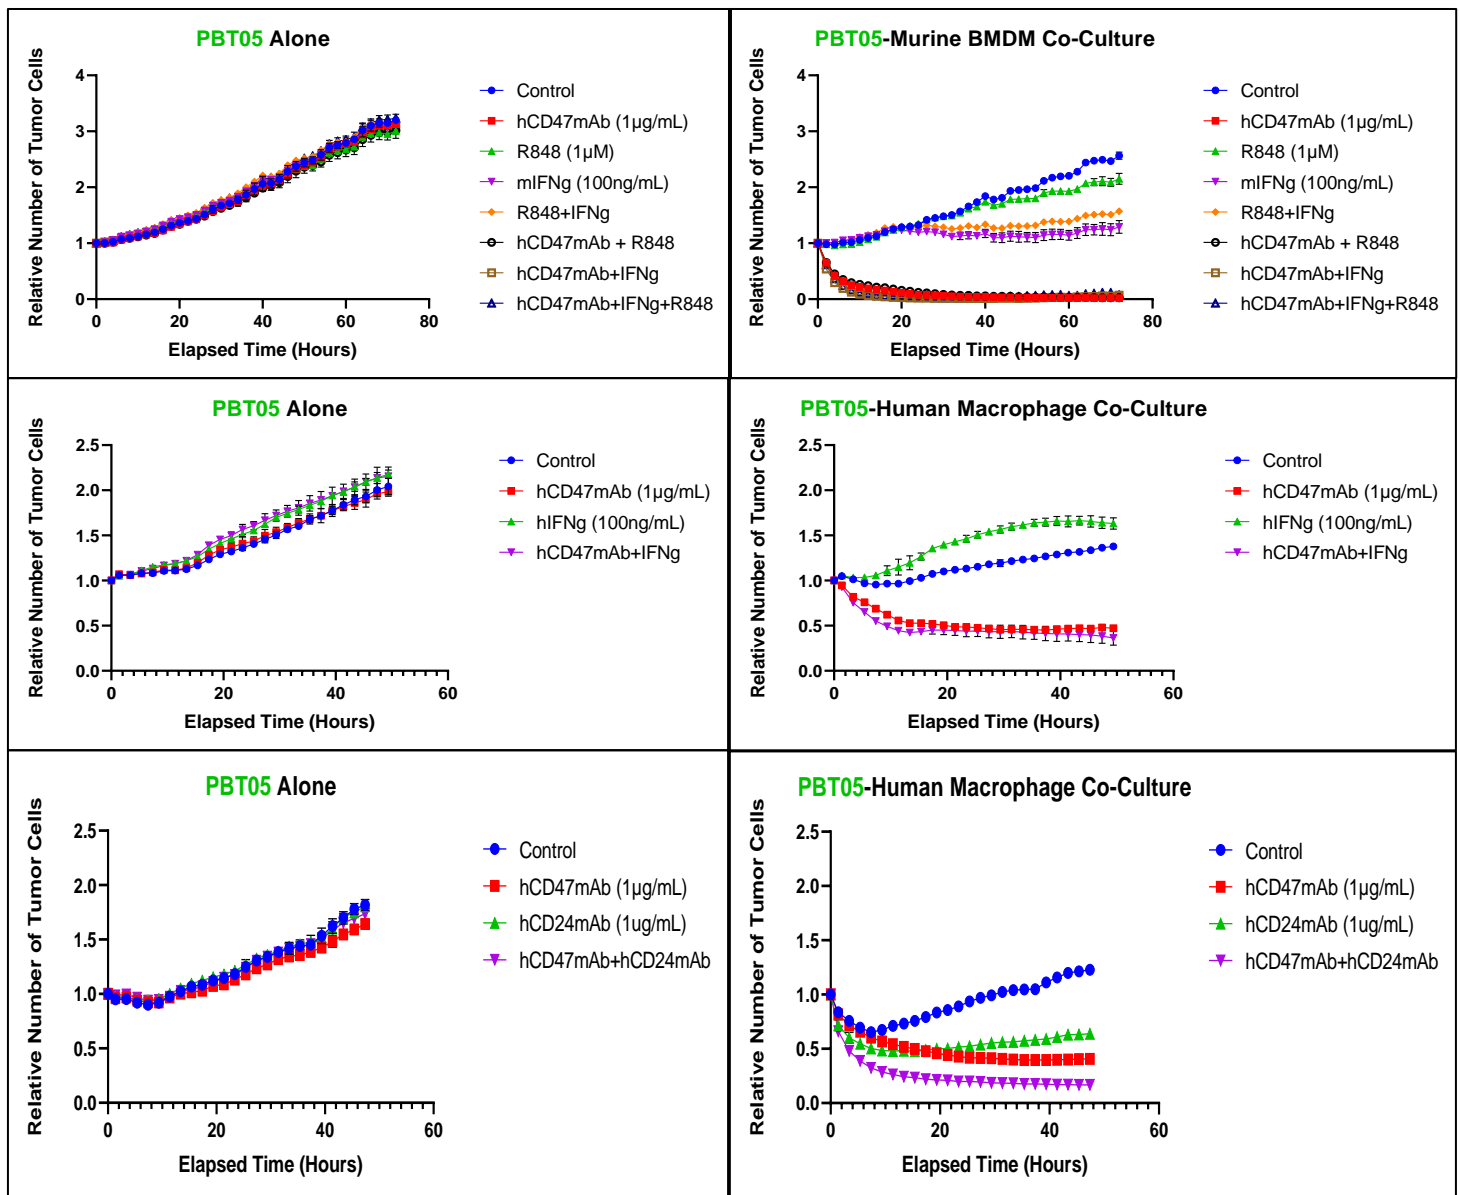 PBT05 Alone
Relative Number of Tumor Cells
4
3
2
1
0
0 20 40 60 80
Elapsed Time (Hours)
Control
hCD47mAb (1µg/mL)
R848 (1µM)
mIFNg (100ng/mL)
R848+IFNg
hCD47mAb + R848
hCD47mAb+IFNg
hCD47mAb+IFNg+R848
PBT05-Murine BMDM Co-Culture
Relative Number of Tumor Cells
4
3
2
1
0
0 20 40 60 80
Elapsed Time (Hours)
Control
hCD47mAb (1µg/mL)
R848 (1µM)
mIFNg (100ng/mL)
R848+IFNg
hCD47mAb + R848
hCD47mAb+IFNg
hCD47mAb+IFNg+R848
PBT05 Alone
Relative Number of Tumor Cells
2.5
2.0
1.5
1.0
0.5
0.0
0 20 40 60
Elapsed Time (Hours)
Control
hCD47mAb (1µg/mL)
hIFNg (100ng/mL)
hCD47mAb+IFNg
PBT05-Human Macrophage Co-Culture
Relative Number of Tumor Cells
2.5
2.0
1.5
1.0
0.5
0.0
0 20 40 60
Elapsed Time (Hours)
Control
hCD47mAb (1µg/mL)
hIFNg (100ng/mL)
hCD47mAb+IFNg
PBT05 Alone
Relative Number of Tumor Cells
2.5
2.0
1.5
1.0
0.5
0.0
0 20 40 60
Elapsed Time (Hours)
Control
hCD47mAb (1µg/mL)
hCD24mAb (1ug/mL)
hCD47mAb+hCD24mAb
PBT05-Human Macrophage Co-Culture
Relative Number of Tumor Cells
2.5
2.0
1.5
1.0
0.5
0.0
0 20 40 60
Elapsed Time (Hours)
Control
hCD47mAb (1µg/mL)
hCD24mAb (1ug/mL)
hCD47mAb+hCD24mAb